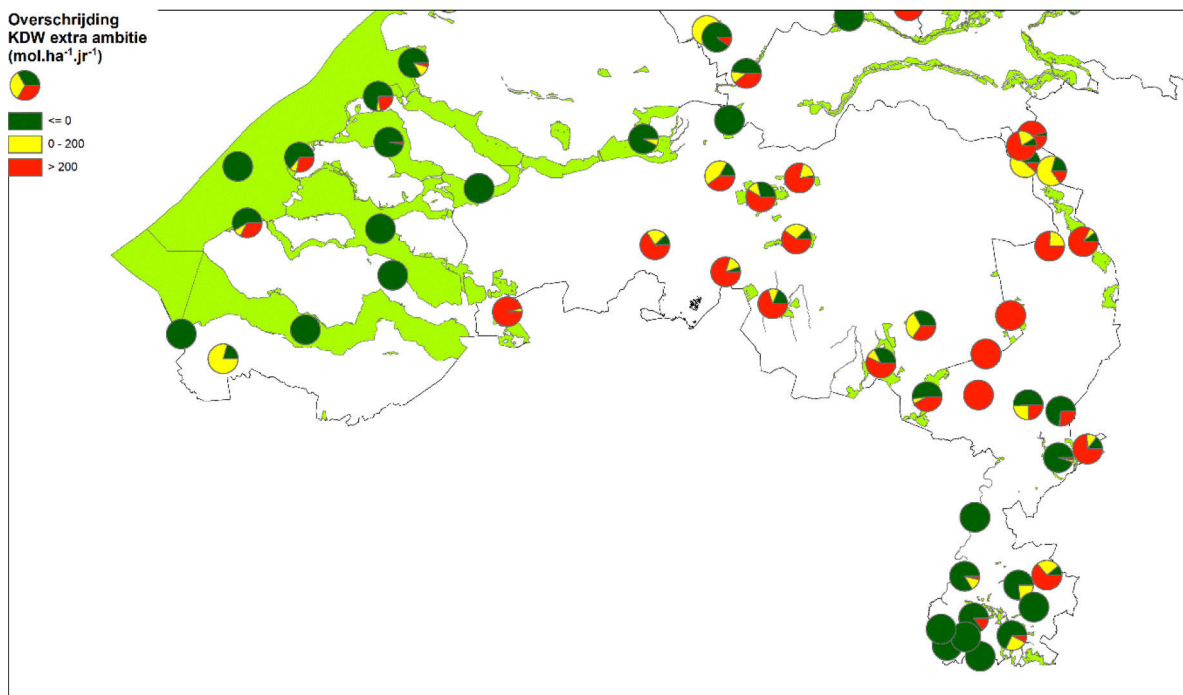 Overschrijding
KDW extra ambitie
(mol.ha⁻¹.jr⁻¹)
<= 0
0 - 200
> 200